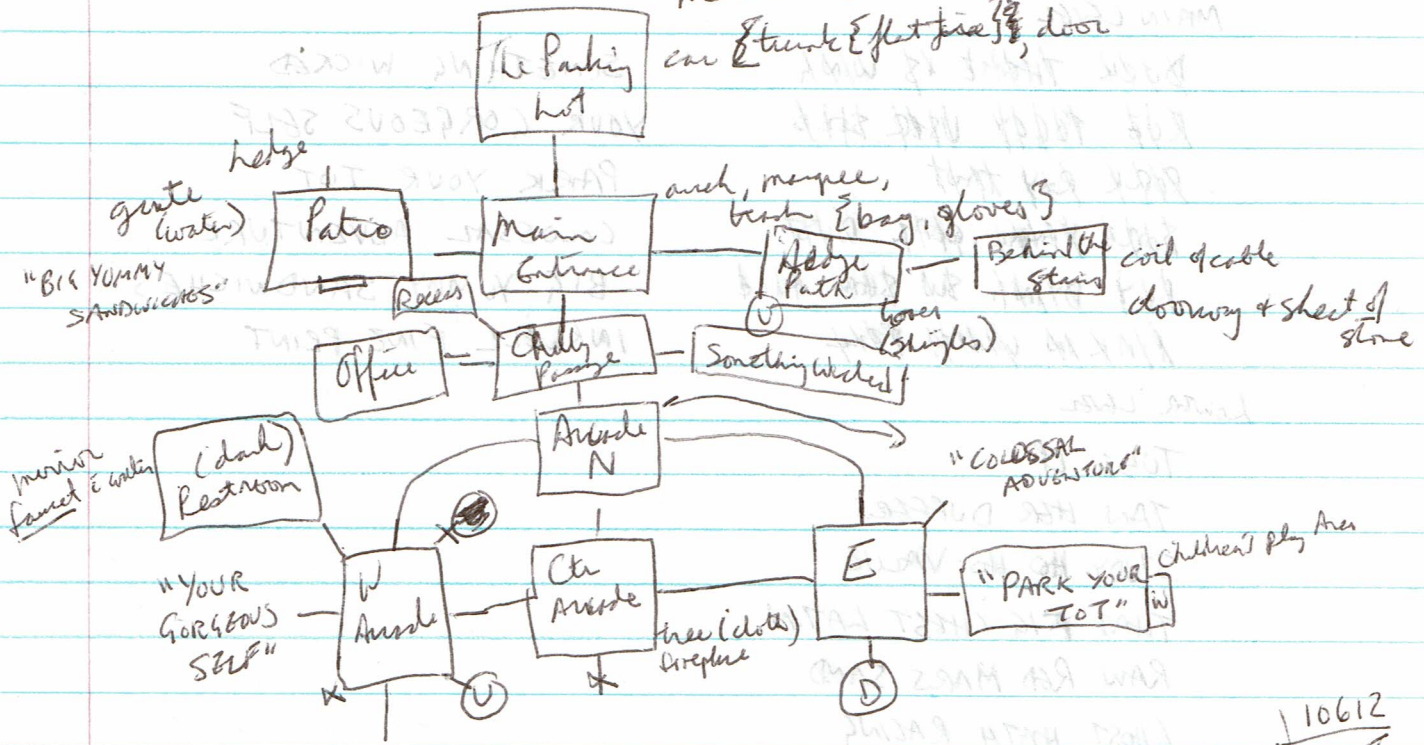 The Parking
Lot
car {trunk {flat tire}}, door
hedge
grate
(water)
Patio
Main
Entrance
arch, marquee,
trash {bag, gloves}
Hedge
Path
U
Behind the
Stairs
coil of cable
doorway & sheet of
stone
"BIG YUMMY
SANDWICHES"
Recess
(shingles)
Office
Chilly
Passage
Something Wicked
Arcade
N
mirror
faucet
(dark)
Restroom
"COLOSSAL
ADVENTURE"
"YOUR
GORGEOUS
SELF"
W
Arcade
U
Ctr
Arcade
tree (cloth)
fireplace
E
D
"PARK YOUR
TOT"
Children's Play Area
10612